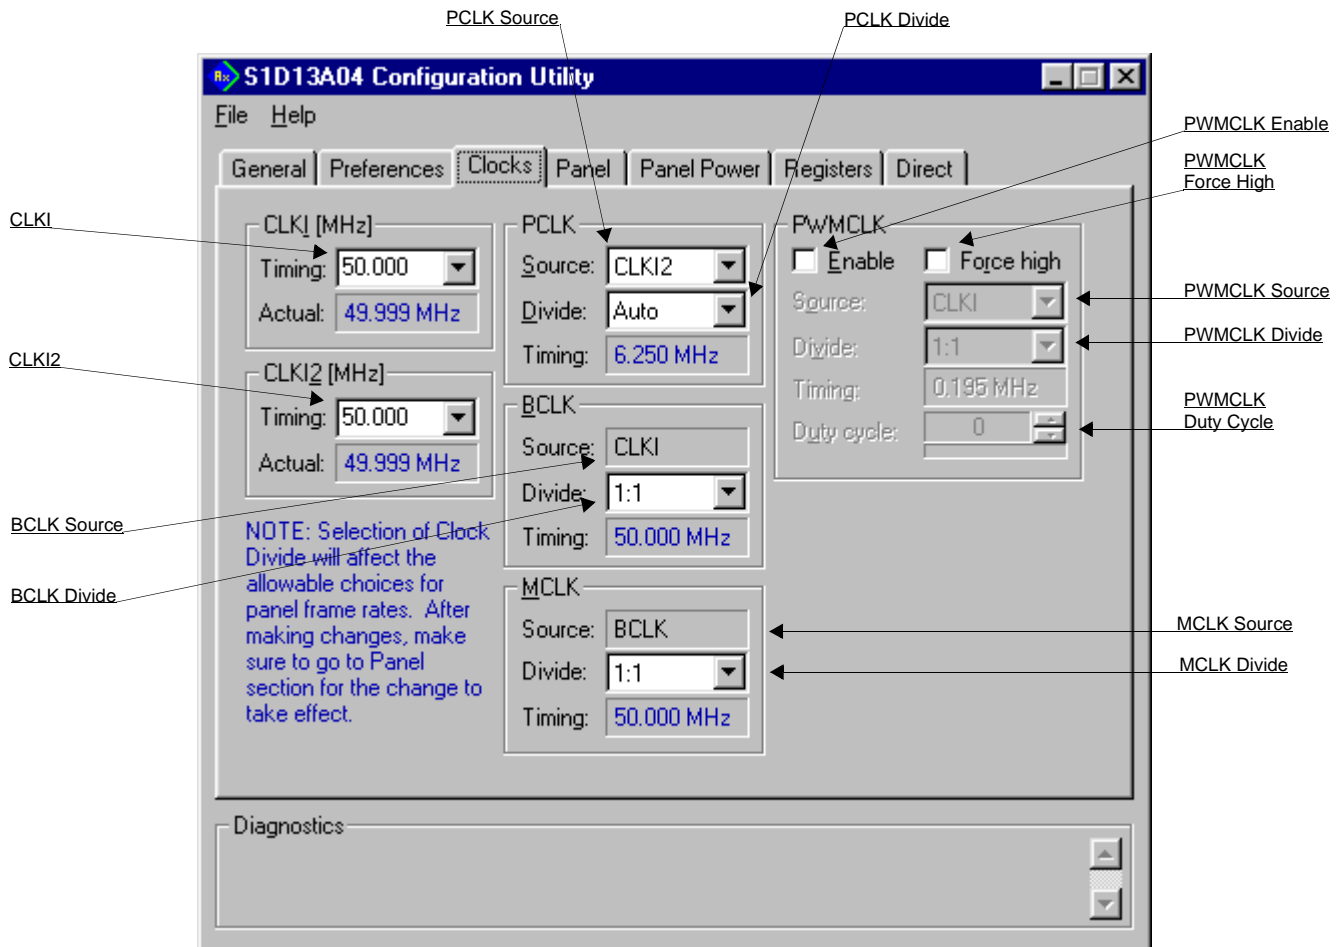 PCLK Source
PCLK Divide
S1D13A04 Configuration Utility
File Help
PWMCLK Enable
PWMCLK
Force High
General Preferences Clocks Panel Panel Power Registers Direct
CLKI
CLKI [MHz]
Timing: 50.000
Actual: 49.999 MHz
CLKI2
CLKI2 [MHz]
Timing: 50.000
Actual: 49.999 MHz
BCLK Source
BCLK Divide
NOTE: Selection of Clock
Divide will affect the
allowable choices for
panel frame rates. After
making changes, make
sure to go to Panel
section for the change to
take effect.
PCLK
Source: CLKI2
Divide: Auto
Timing: 6.250 MHz
BCLK
Source: CLKI
Divide: 1:1
Timing: 50.000 MHz
MCLK
Source: BCLK
Divide: 1:1
Timing: 50.000 MHz
PWMCLK
Enable Force high
Source: CLKI
Divide: 1:1
Timing: 0.195 MHz
Duty cycle: 0
PWMCLK Source
PWMCLK Divide
PWMCLK
Duty Cycle
MCLK Source
MCLK Divide
Diagnostics